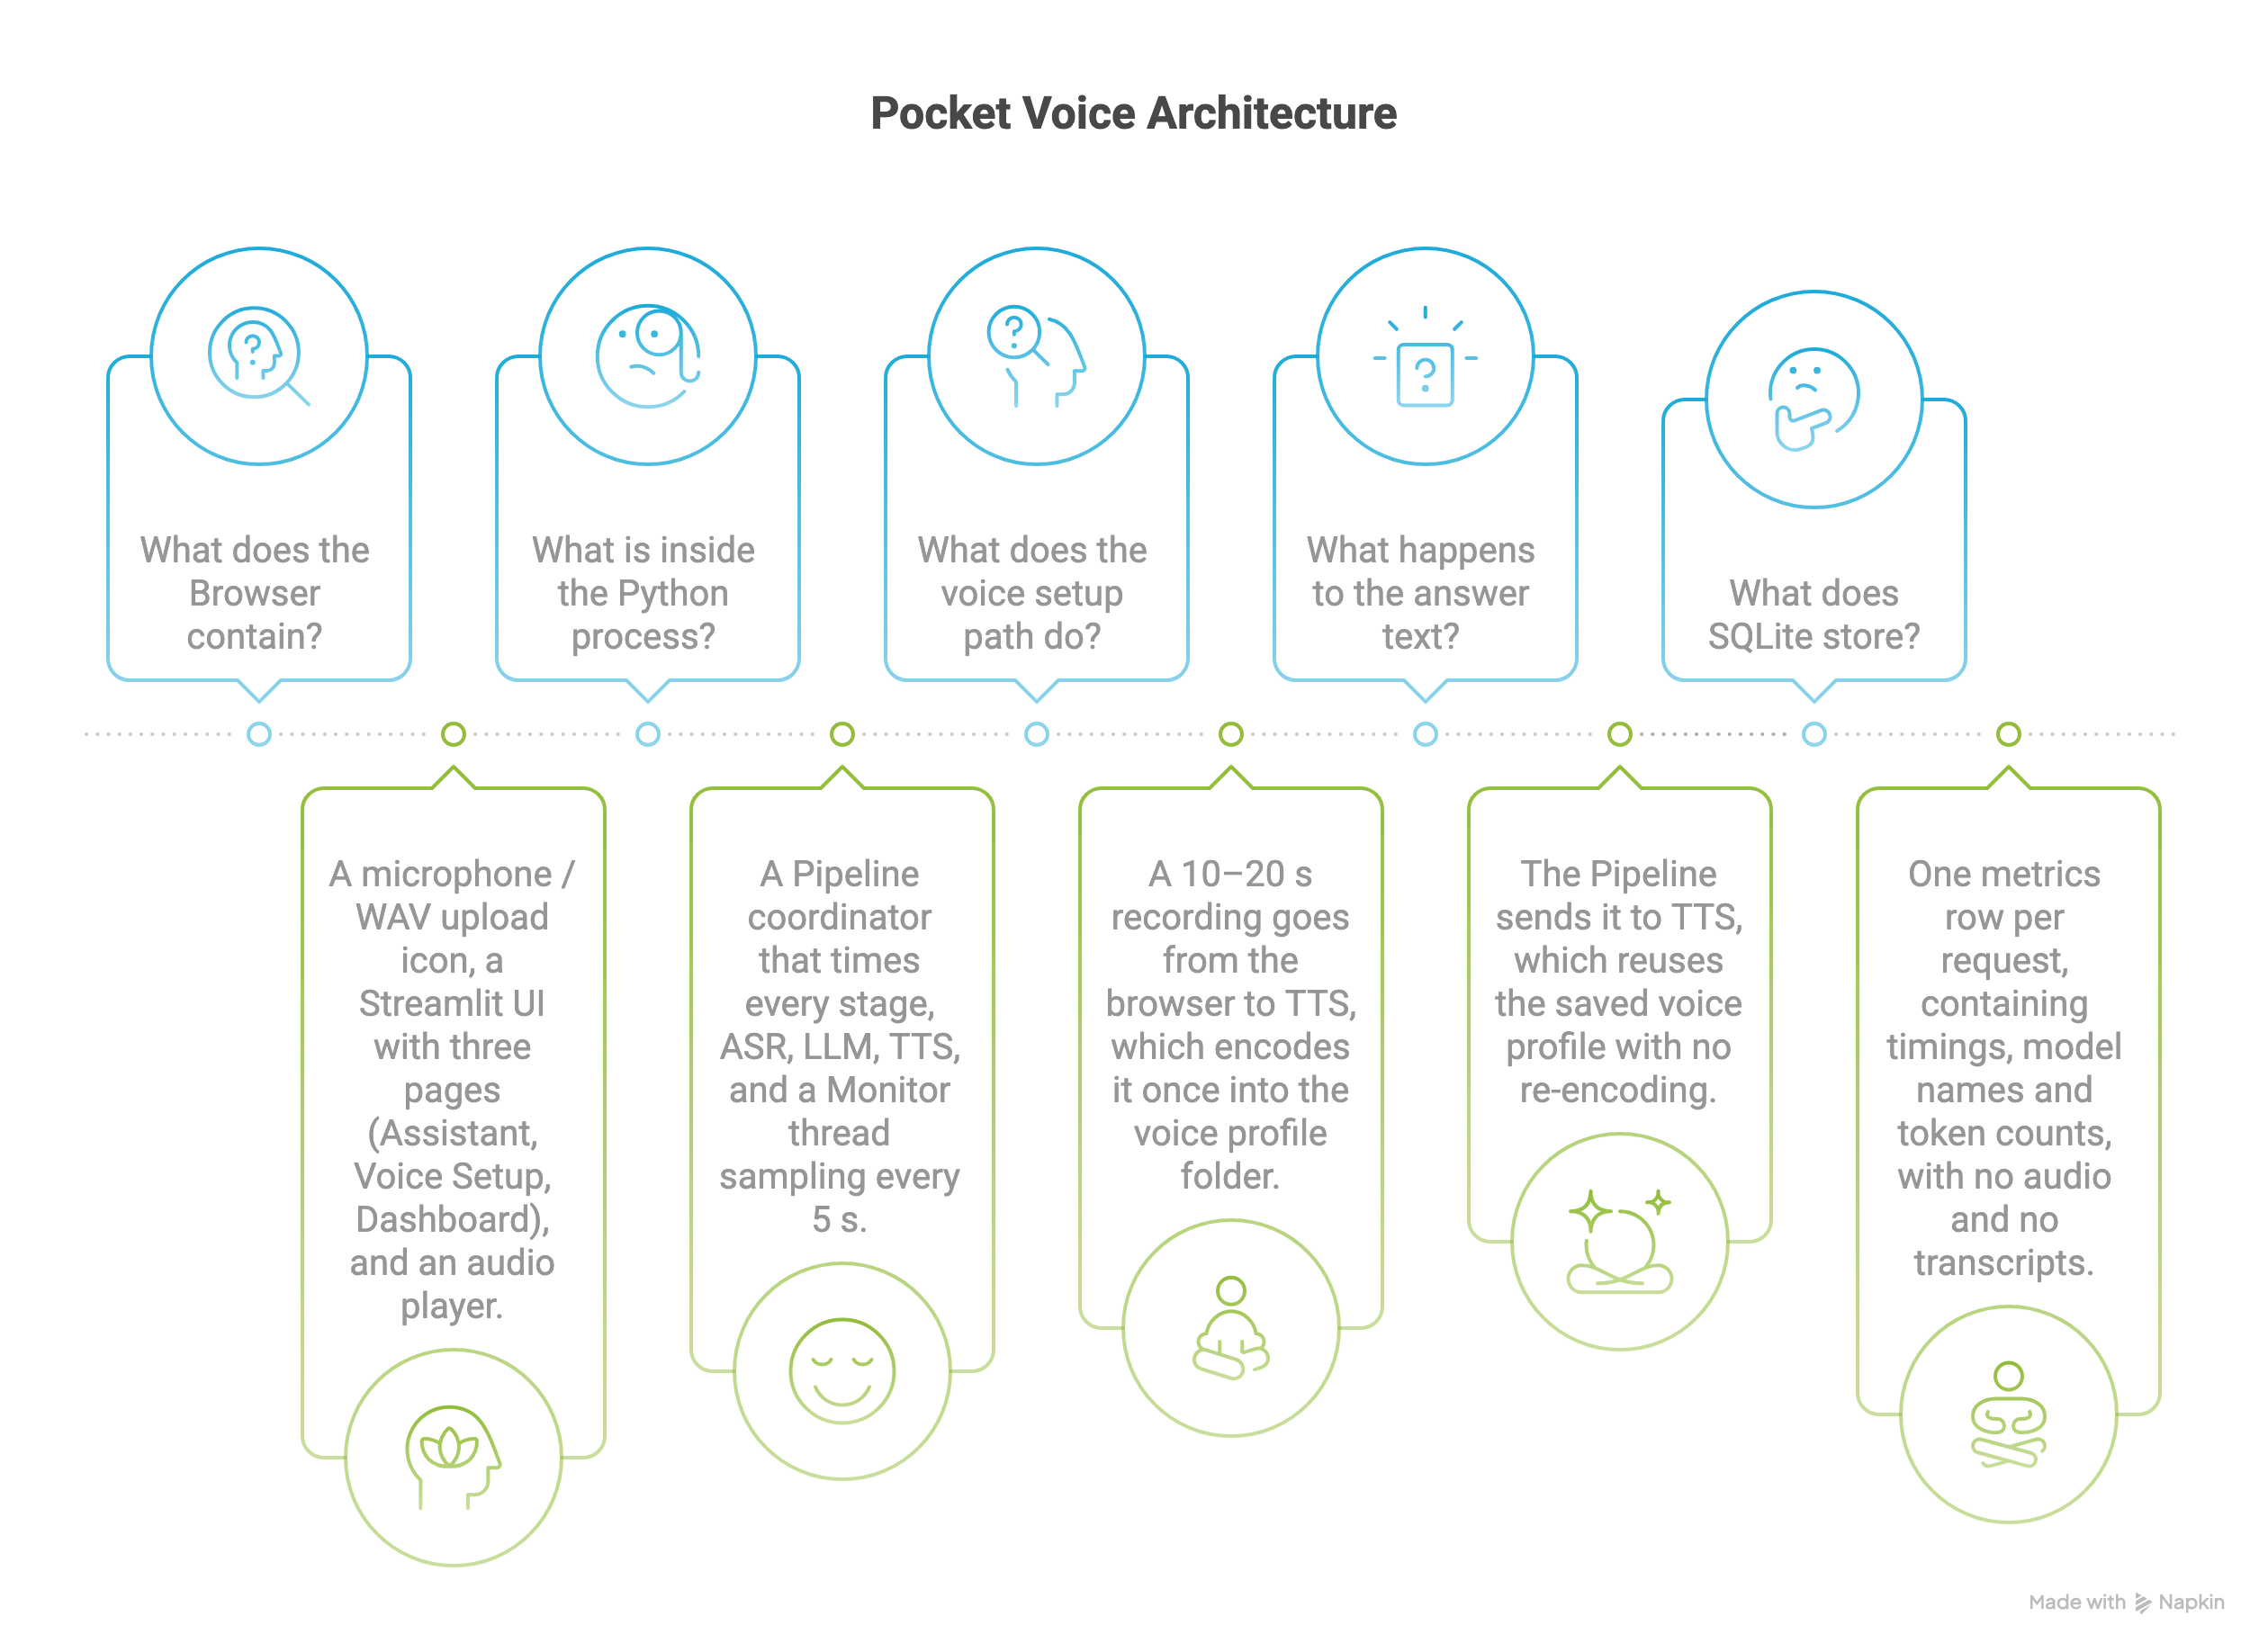 Pocket Voice Architecture
What does the
Browser
contain?
What is inside
the Python
process?
What does the
voice setup
path do?
What happens
to the answer
text?
What does
SQLite store?
A microphone /
WAV upload
icon, a
Streamlit UI
with three
pages
(Assistant,
Voice Setup,
Dashboard),
and an audio
player.
A Pipeline
coordinator
that times
every stage,
ASR, LLM, TTS,
and a Monitor
thread
sampling every
5 s.
A 10–20 s
recording goes
from the
browser to TTS,
which encodes
it once into the
voice profile
folder.
The Pipeline
sends it to TTS,
which reuses
the saved voice
profile with no
re-encoding.
One metrics
row per
request,
containing
timings, model
names and
token counts,
with no audio
and no
transcripts.
Made with Napkin